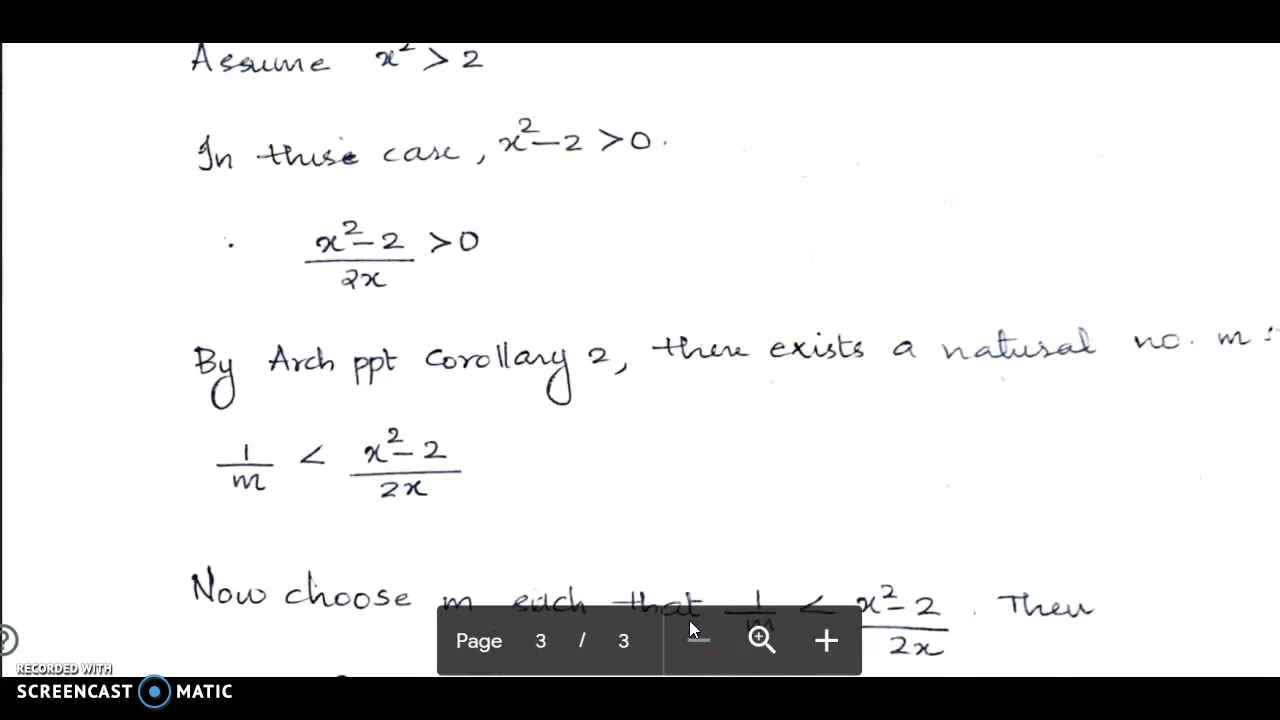 Assume x² > 2
In this case, x² - 2 > 0.
∴ x² - 2 / 2x > 0
By Arch ppt Corollary 2, there exists a natural no. m :
1/m < x² - 2 / 2x
Now choose m such that 1/m < x² - 2 / 2x . Then
Page 3 / 3
RECORDED WITH
SCREENCAST MATIC